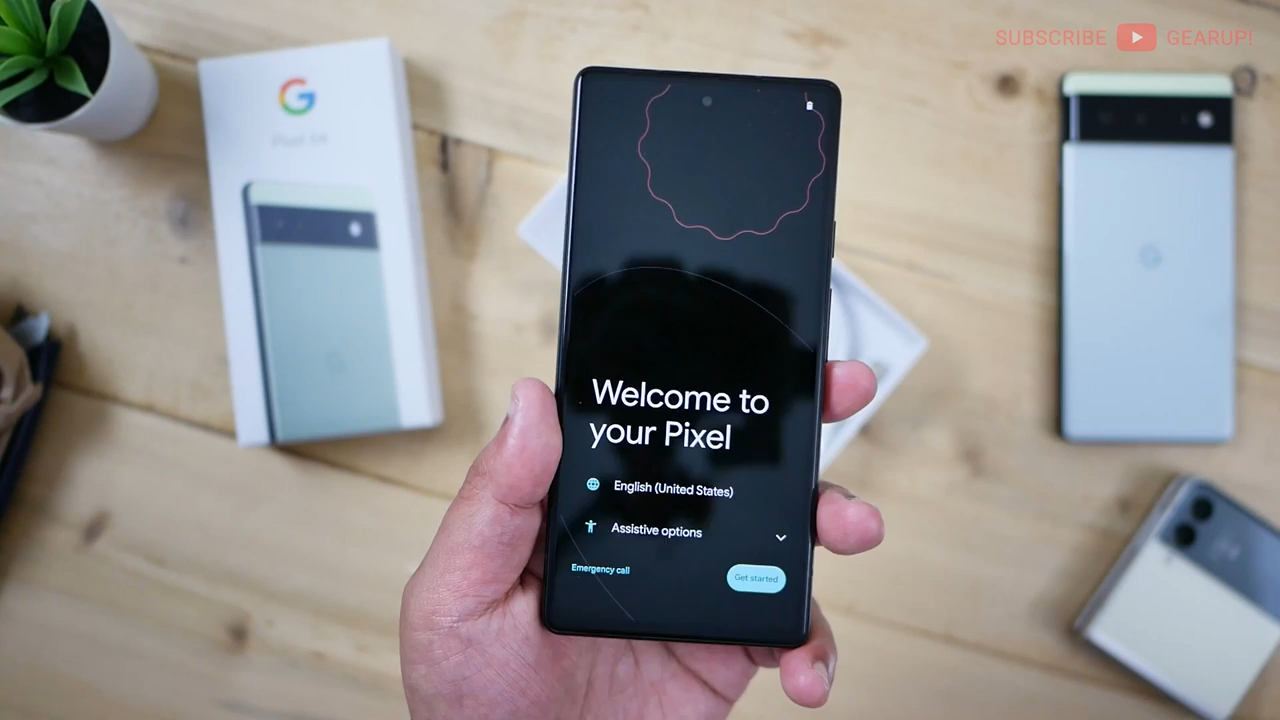 SUBSCRIBE GEARUP!
Welcome to
your Pixel
English (United States)
Assistive options
Emergency call
Get started